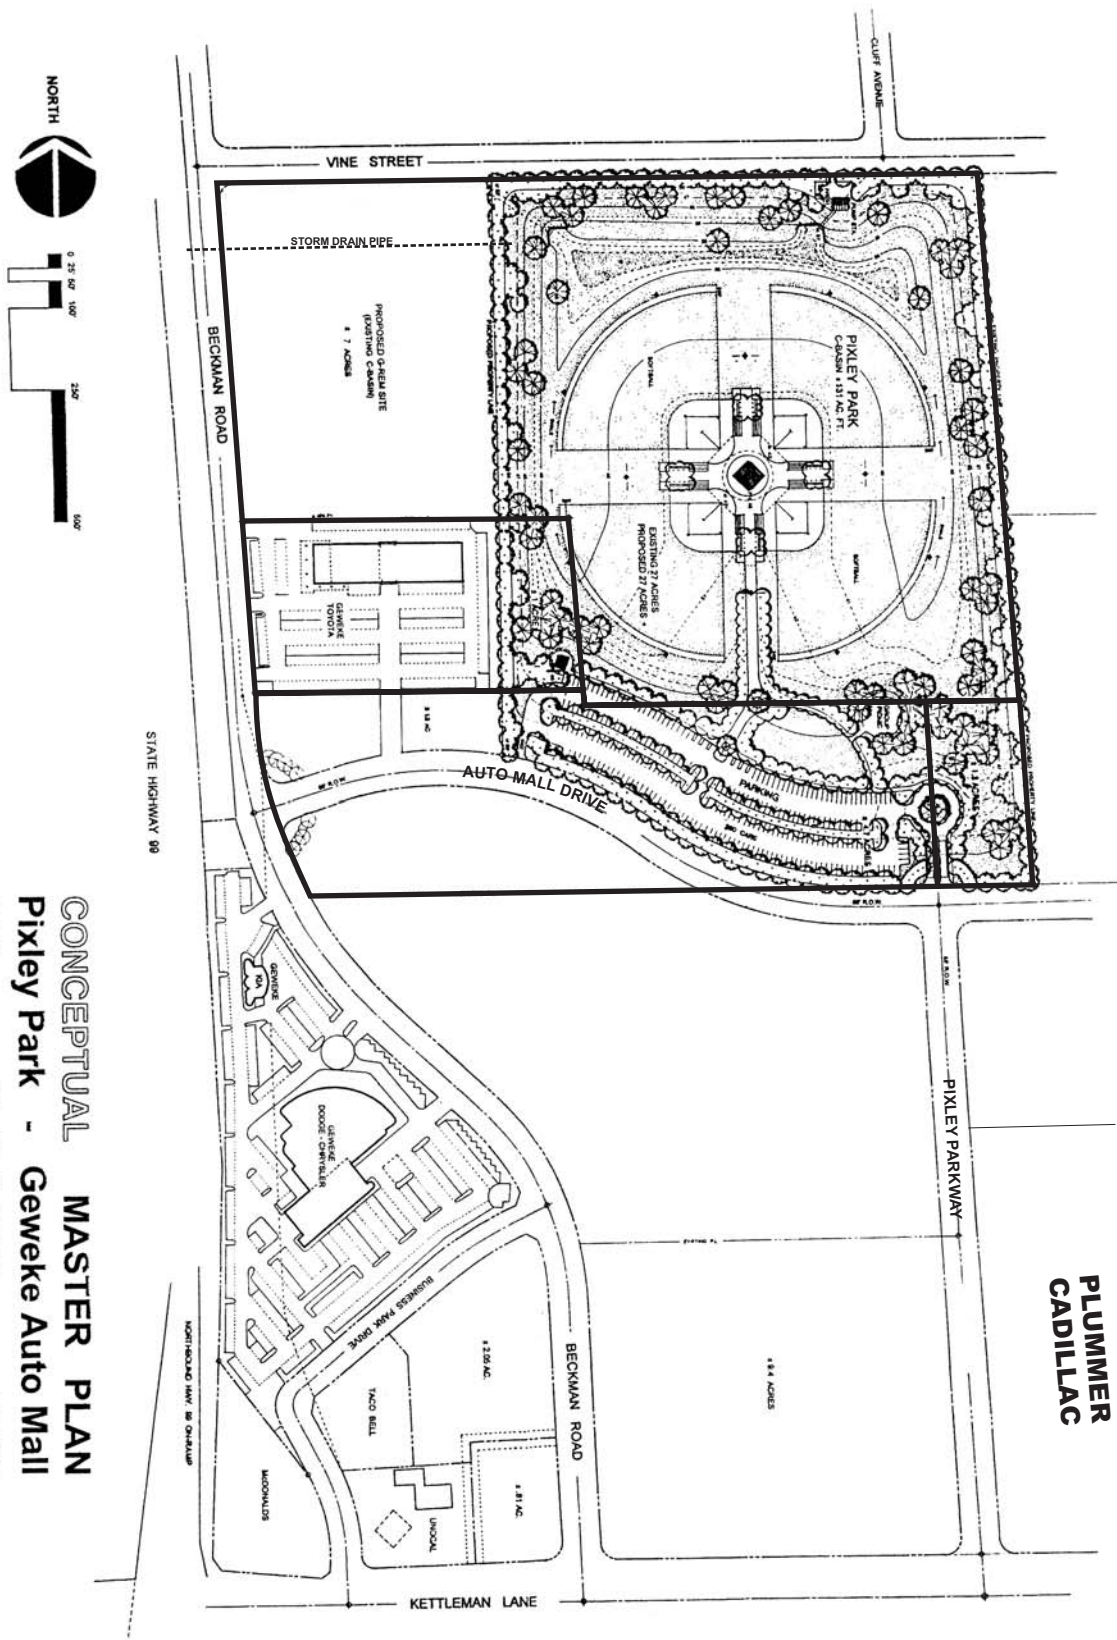 CLUFF AVENUE
NORTH
VINE STREET
STORM DRAIN PIPE
0 25' 50' 100' 250' 500'
PROPOSED G-REM SITE
(EXISTING C-BASIN)
± 7 ACRES
BECKMAN ROAD
PIXLEY PARK
C-BASIN ± 131 AC. FT.
SOFTBALL
SOFTBALL
EXISTING 27 ACRES
PROPOSED 27 ACRES ±
GEWEKE
TOYOTA
PARKING
AUTO MALL DRIVE
STATE HIGHWAY 99
GEWEKE
KIA
GEWEKE
DODGE - CHRYSLER
PIXLEY PARKWAY
BUSINESS PARK DRIVE
TACO BELL
± 2.05 AC.
± .81 AC.
UNOCAL
BECKMAN ROAD
± 9.4 ACRES
McDONALDS
NORTHBOUND HWY. 99 ON-RAMP
KETTLEMAN LANE
PLUMMER
CADILLAC
CONCEPTUAL MASTER PLAN
Pixley Park - Geweke Auto Mall